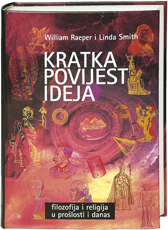 William Raeper i Linda Smith
KRATKA
POVIJEST
IDEJA
filozofija i religija
u prošlosti i danas